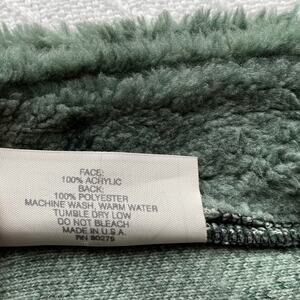 FACE:
100% ACRYLIC
BACK:
100% POLYESTER
MACHINE WASH, WARM WATER
TUMBLE DRY LOW
DO NOT BLEACH
MADE IN U.S.A.
RN 80275